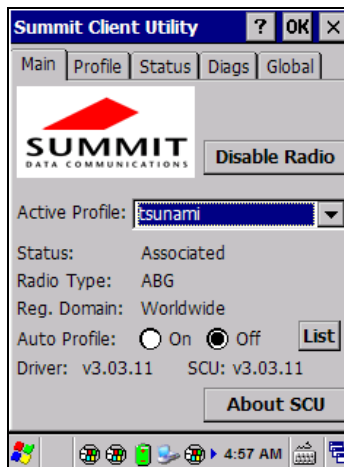 Summit Client Utility ? OK ×
Main Profile Status Diags Global
SUMMIT
DATA COMMUNICATIONS
Disable Radio
Active Profile: tsunami
Status: Associated
Radio Type: ABG
Reg. Domain: Worldwide
Auto Profile: On Off List
Driver: v3.03.11 SCU: v3.03.11
About SCU
4:57 AM